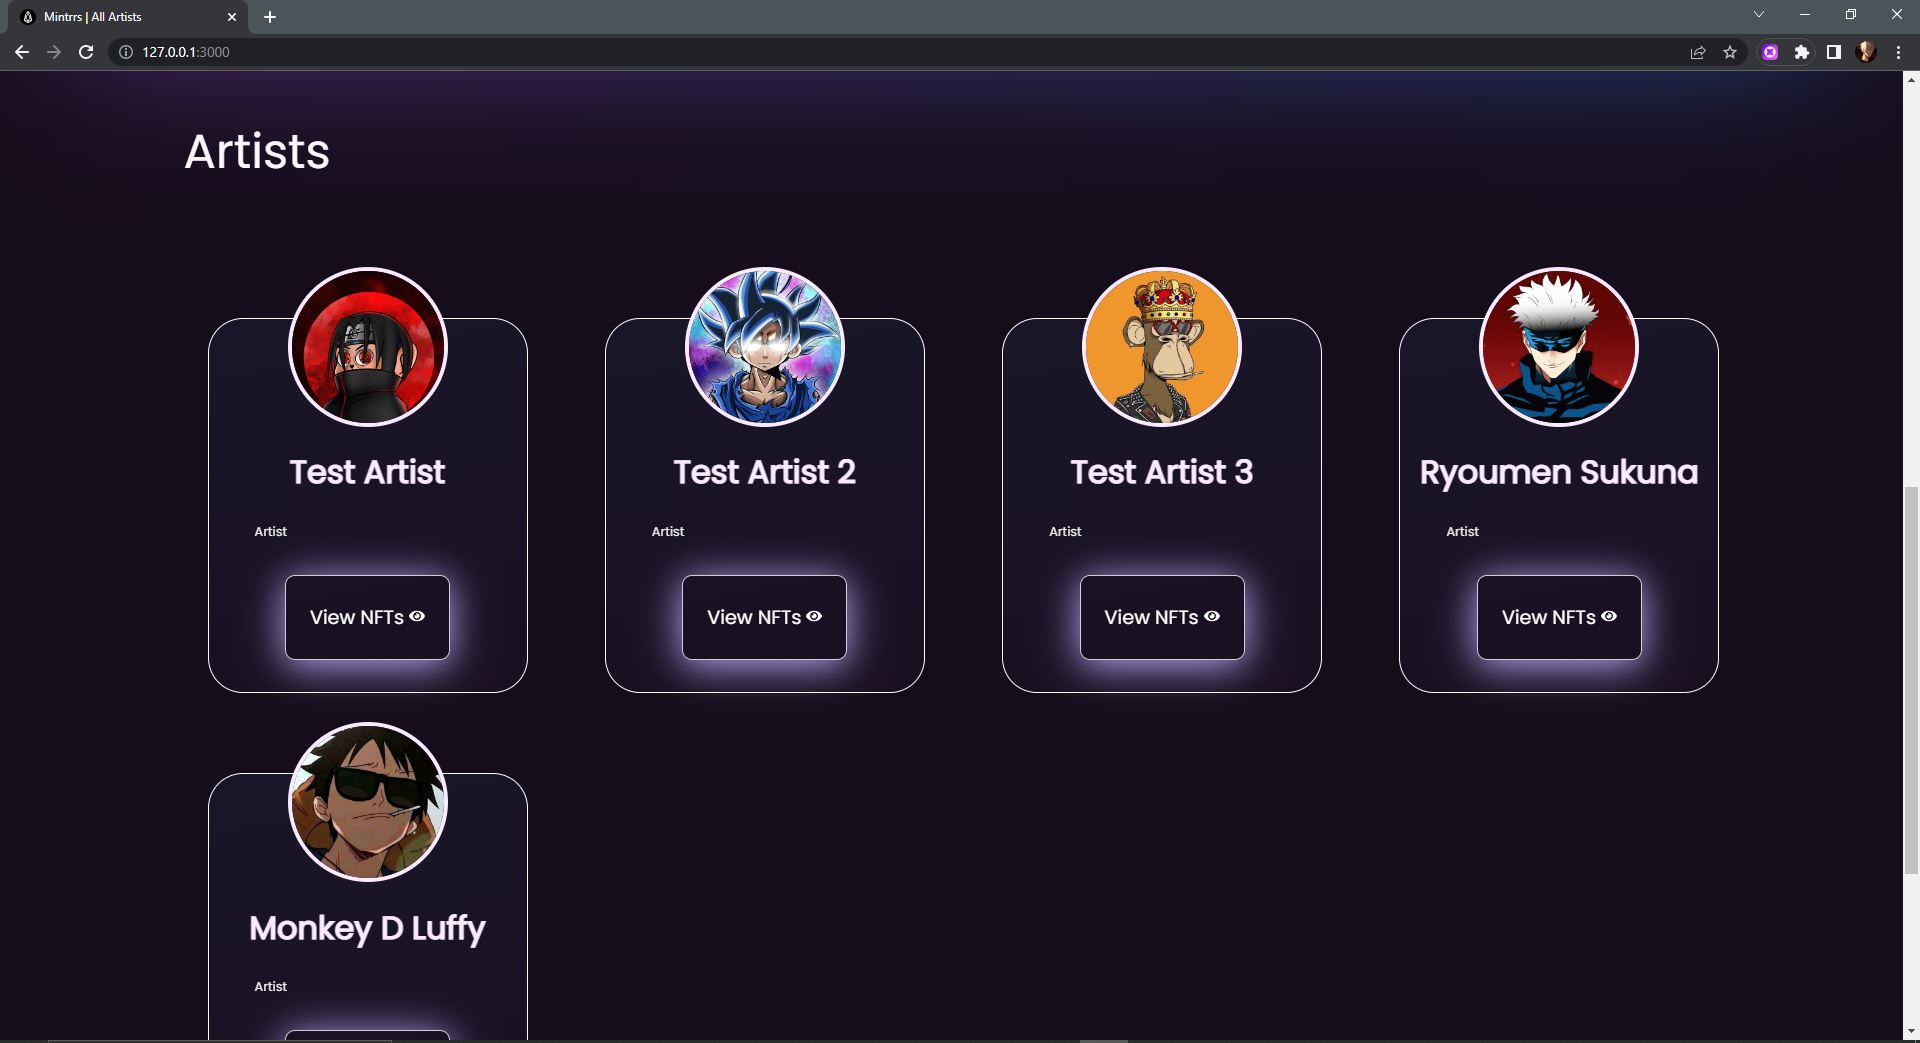 Mintrrs | All Artists
127.0.0.1:3000
Artists
Test Artist
Artist
View NFTs
Test Artist 2
Artist
View NFTs
Test Artist 3
Artist
View NFTs
Ryoumen Sukuna
Artist
View NFTs
Monkey D Luffy
Artist